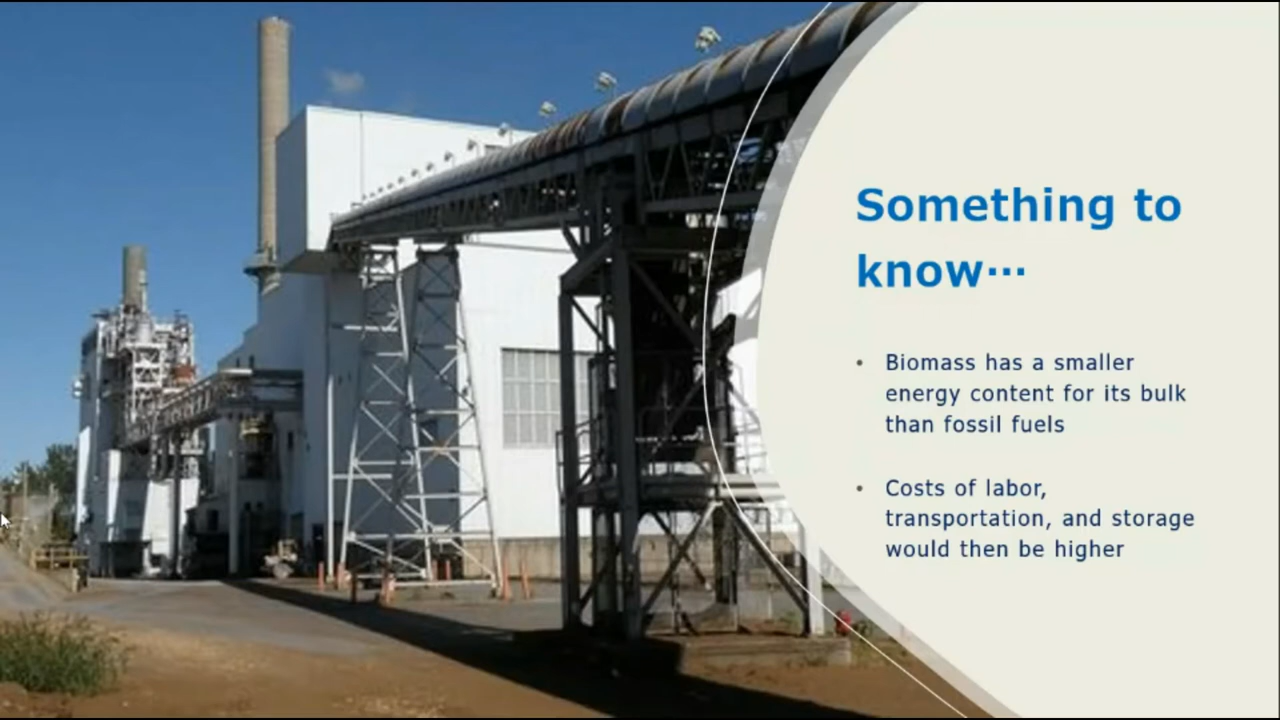 Something to
know⋯
• Biomass has a smaller
energy content for its bulk
than fossil fuels
• Costs of labor,
transportation, and storage
would then be higher